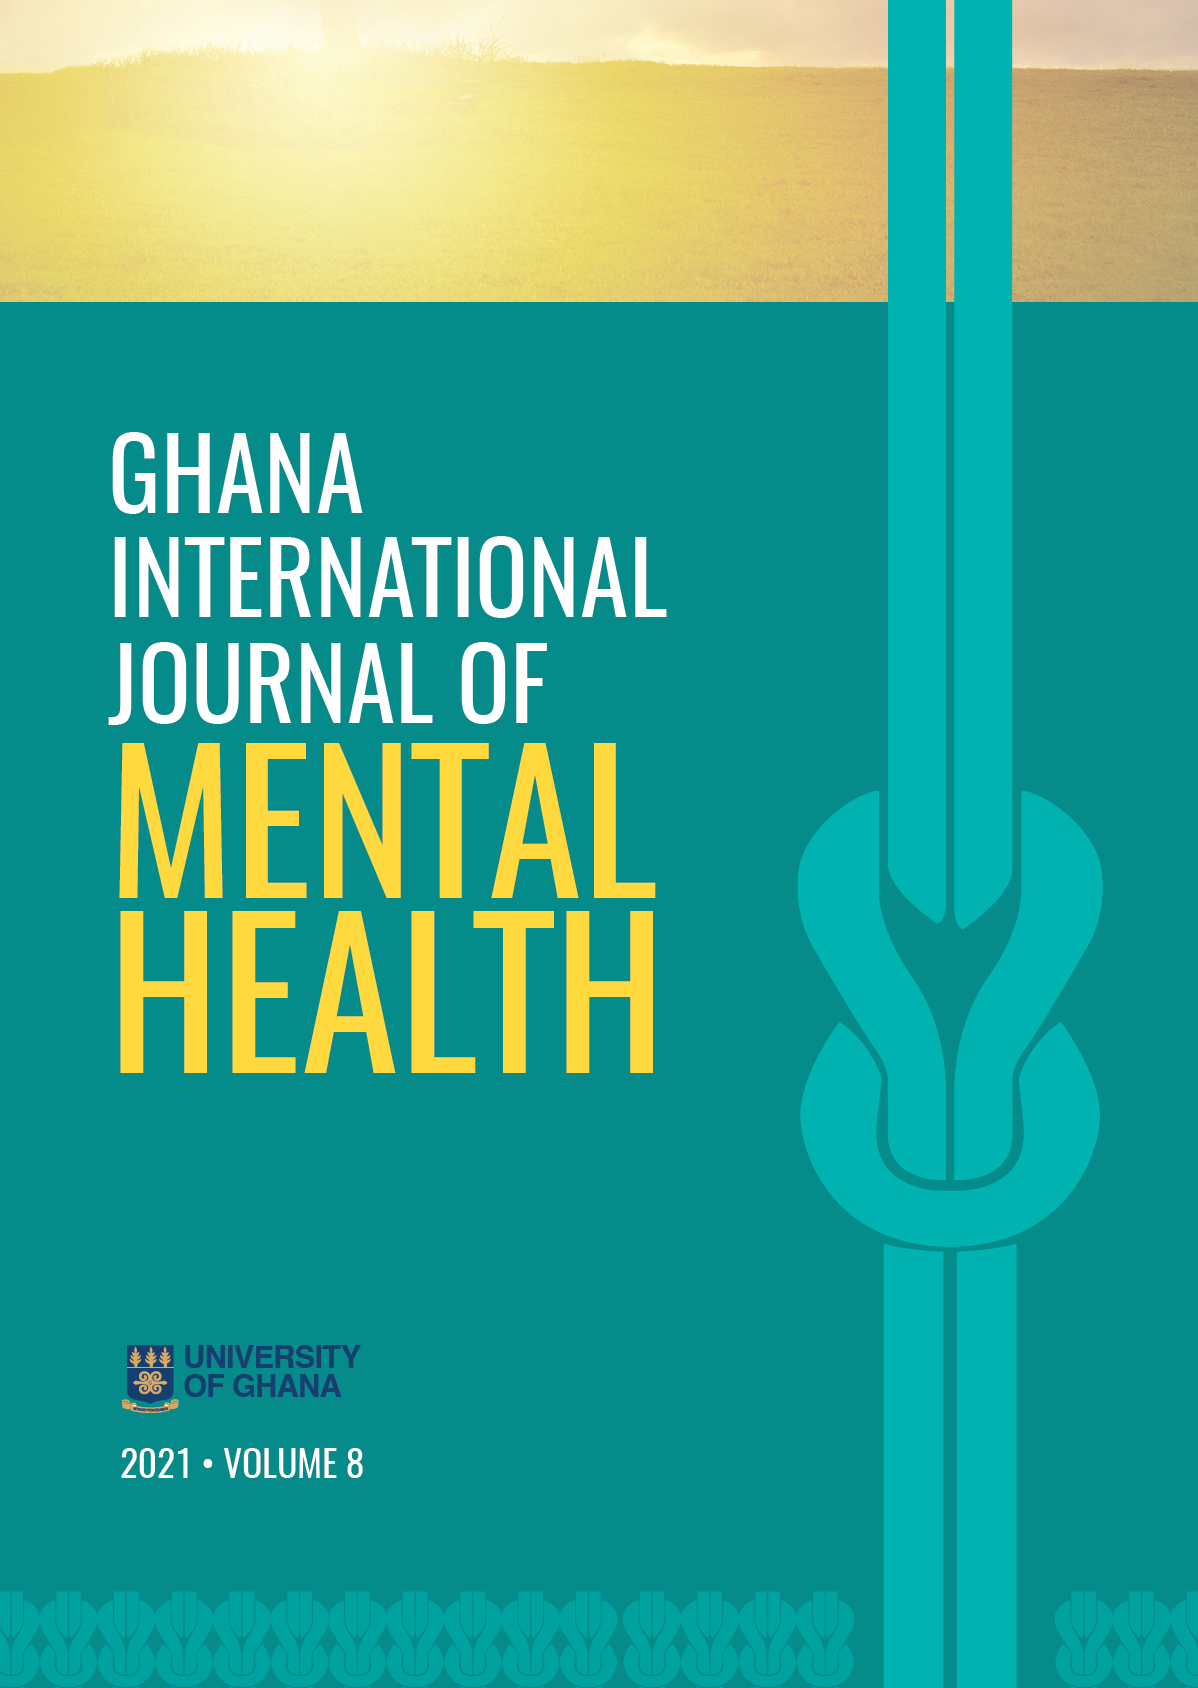 GHANA
INTERNATIONAL
JOURNAL OF
MENTAL
HEALTH
UNIVERSITY
OF GHANA
2021 • VOLUME 8